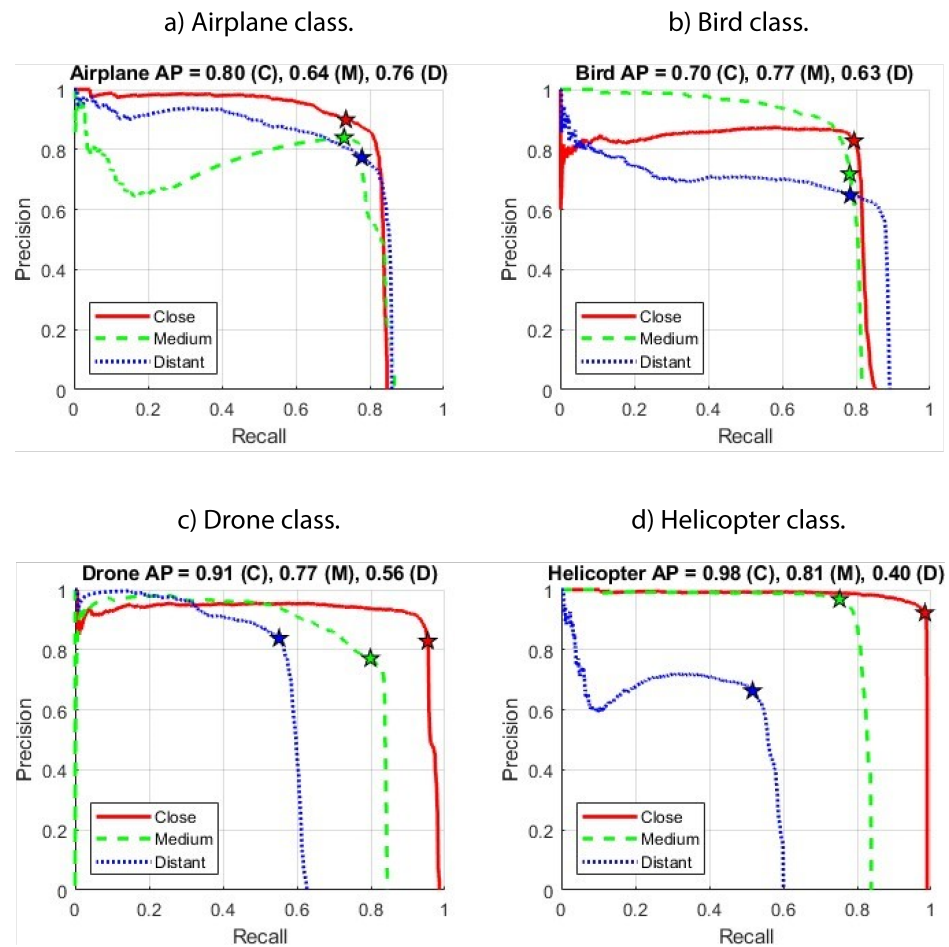 a) Airplane class.
Airplane AP = 0.80 (C), 0.64 (M), 0.76 (D)
1
0.8
0.6
0.4
0.2
0
Precision
Close
Medium
Distant
0 0.2 0.4 0.6 0.8 1
Recall
b) Bird class.
Bird AP = 0.70 (C), 0.77 (M), 0.63 (D)
1
0.8
0.6
0.4
0.2
0
Precision
Close
Medium
Distant
0 0.2 0.4 0.6 0.8 1
Recall
c) Drone class.
Drone AP = 0.91 (C), 0.77 (M), 0.56 (D)
1
0.8
0.6
0.4
0.2
0
Precision
Close
Medium
Distant
0 0.2 0.4 0.6 0.8 1
Recall
d) Helicopter class.
Helicopter AP = 0.98 (C), 0.81 (M), 0.40 (D)
1
0.8
0.6
0.4
0.2
0
Precision
Close
Medium
Distant
0 0.2 0.4 0.6 0.8 1
Recall